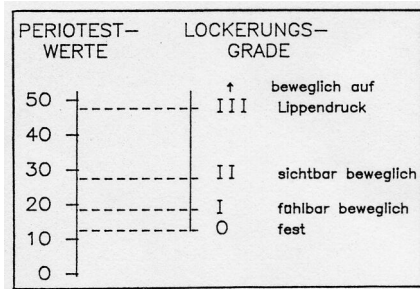 PERIOTEST- LOCKERUNGS-
WERTE GRADE
↑ beweglich auf
50 III Lippendruck
40
30 II sichtbar beweglich
20 I fühlbar beweglich
10 O fest
0